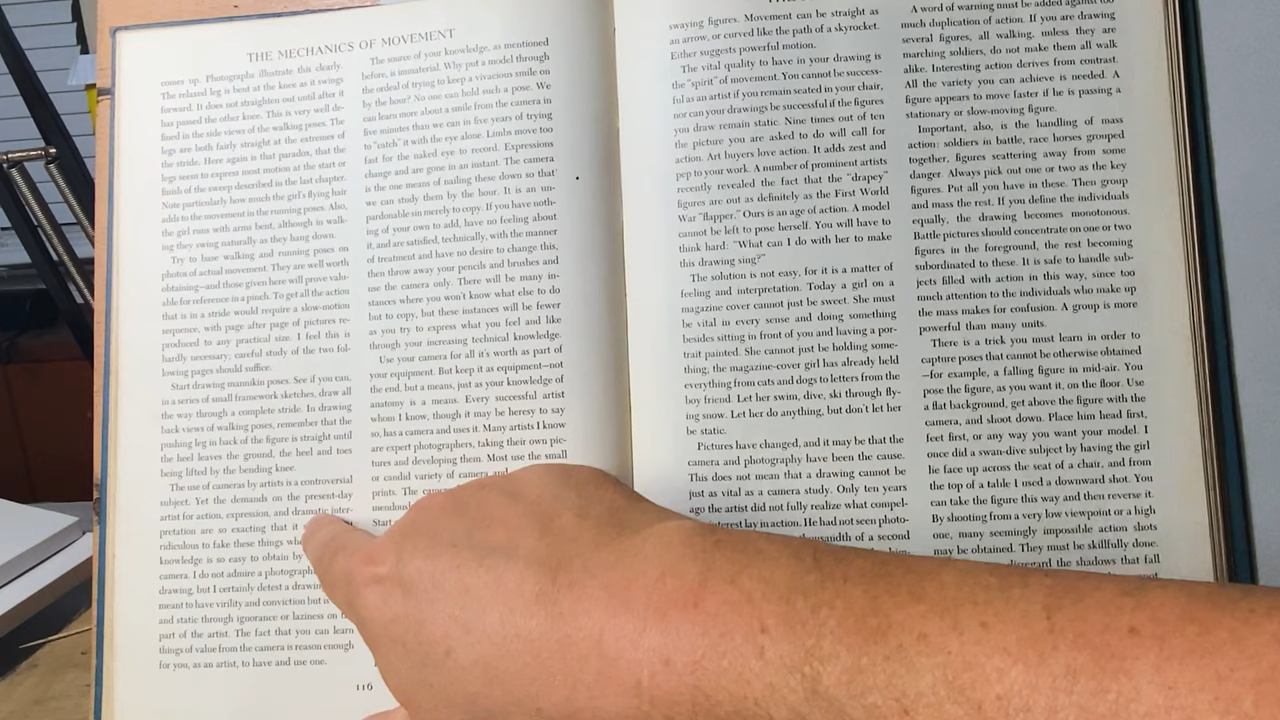 THE MECHANICS OF MOVEMENT
comes up. Photographs illustrate this clearly.
The relaxed leg is bent at the knee as it swings
forward. It does not straighten out until after it
has passed the other knee. This is very well de-
fined in the side views of the walking poses. The
legs are both fairly straight at the extremes of
the stride. Here again is that paradox, that the
legs seem to express most motion at the start or
finish of the sweep described in the last chapter.
Note particularly how much the girl's flying hair
adds to the movement in the running poses. Also,
the girl runs with arms bent, although in walk-
ing they swing naturally as they hang down.
Try to base walking and running poses on
photos of actual movement. They are well worth
obtaining—and those given here will prove valu-
able for reference in a pinch. To get all the action
that is in a stride would require a slow-motion
sequence, with page after page of pictures re-
produced to any practical size. I feel this is
hardly necessary; careful study of the two fol-
lowing pages should suffice.
Start drawing mannikin poses. See if you can,
in a series of small framework sketches, draw all
the way through a complete stride. In drawing
back views of walking poses, remember that the
pushing leg in back of the figure is straight until
the heel leaves the ground, the heel and toes
being lifted by the bending knee.
The use of cameras by artists is a controversial
subject. Yet the demands on the present-day
artist for action, expression, and dramatic inter-
pretation are so exacting that it
ridiculous to fake these things
knowledge is so easy to obtain by
camera. I do not admire a
drawing, but I certainly detest a
meant to have virility and conviction but
and static through ignorance or laziness on
part of the artist. The fact that you can learn
things of value from the camera is reason enough
for you, as an artist, to have and use one.
The source of your knowledge, as mentioned
before, is immaterial. Why put a model through
the ordeal of trying to keep a vivacious smile on
by the hour? No one can hold such a pose. We
can learn more about a smile from the camera in
five minutes than we can in five years of trying
to "catch" it with the eye alone. Limbs move too
fast for the naked eye to record. Expressions
change and are gone in an instant. The camera
is the one means of nailing these down so that
we can study them by the hour. It is an un-
pardonable sin merely to copy. If you have noth-
ing of your own to add, have no feeling about
it, and are satisfied, technically, with the manner
of treatment and have no desire to change this,
then throw away your pencils and brushes and
use the camera only. There will be many in-
stances where you won't know what else to do
but to copy, but these instances will be fewer
as you try to express what you feel and like
through your increasing technical knowledge.
Use your camera for all it's worth as part of
your equipment. But keep it as equipment—not
the end, but a means, just as your knowledge of
anatomy is a means. Every successful artist
whom I know, though it may be heresy to say
so, has a camera and uses it. Many artists I know
are expert photographers, taking their own pic-
tures and developing them. Most use the small
or candid variety of camera and
prints. The
Start
116
swaying figures. Movement can be straight as
an arrow, or curved like the path of a skyrocket.
Either suggests powerful motion.
The vital quality to have in your drawing is
the "spirit" of movement. You cannot be success-
ful as an artist if you remain seated in your chair,
nor can your drawings be successful if the figures
you draw remain static. Nine times out of ten
the picture you are asked to do will call for
action. Art buyers love action. It adds zest and
pep to your work. A number of prominent artists
recently revealed the fact that the "drapey"
figures are out as definitely as the First World
War "flapper." Ours is an age of action. A model
cannot be left to pose herself. You will have to
think hard: "What can I do with her to make
this drawing sing?"
The solution is not easy, for it is a matter of
feeling and interpretation. Today a girl on a
magazine cover cannot just be sweet. She must
be vital in every sense and doing something
besides sitting in front of you and having a por-
trait painted. She cannot just be holding some-
thing, the magazine-cover girl has already held
everything from cats and dogs to letters from the
boy friend. Let her swim, dive, ski through fly-
ing snow. Let her do anything, but don't let her
be static.
Pictures have changed, and it may be that the
camera and photography have been the cause.
This does not mean that a drawing cannot be
just as vital as a camera study. Only ten years
ago the artist did not fully realize what compel-
interest lay in action. He had not seen photo-
thousandth of a second
A word of warning must be added against too
much duplication of action. If you are drawing
several figures, all walking, unless they are
marching soldiers, do not make them all walk
alike. Interesting action derives from contrast.
All the variety you can achieve is needed. A
figure appears to move faster if he is passing a
stationary or slow-moving figure.
Important, also, is the handling of mass
action: soldiers in battle, race horses grouped
together, figures scattering away from some
danger. Always pick out one or two as the key
figures. Put all you have in these. Then group
and mass the rest. If you define the individuals
equally, the drawing becomes monotonous.
Battle pictures should concentrate on one or two
figures in the foreground, the rest becoming
subordinated to these. It is safe to handle sub-
jects filled with action in this way, since too
much attention to the individuals who make up
the mass makes for confusion. A group is more
powerful than many units.
There is a trick you must learn in order to
capture poses that cannot be otherwise obtained
—for example, a falling figure in mid-air. You
pose the figure, as you want it, on the floor. Use
a flat background, get above the figure with the
camera, and shoot down. Place him head first,
feet first, or any way you want your model. I
once did a swan-dive subject by having the girl
lie face up across the seat of a chair, and from
the top of a table I used a downward shot. You
can take the figure this way and then reverse it.
By shooting from a very low viewpoint or a high
one, many seemingly impossible action shots
may be obtained. They must be skillfully done.
disregard the shadows that fall